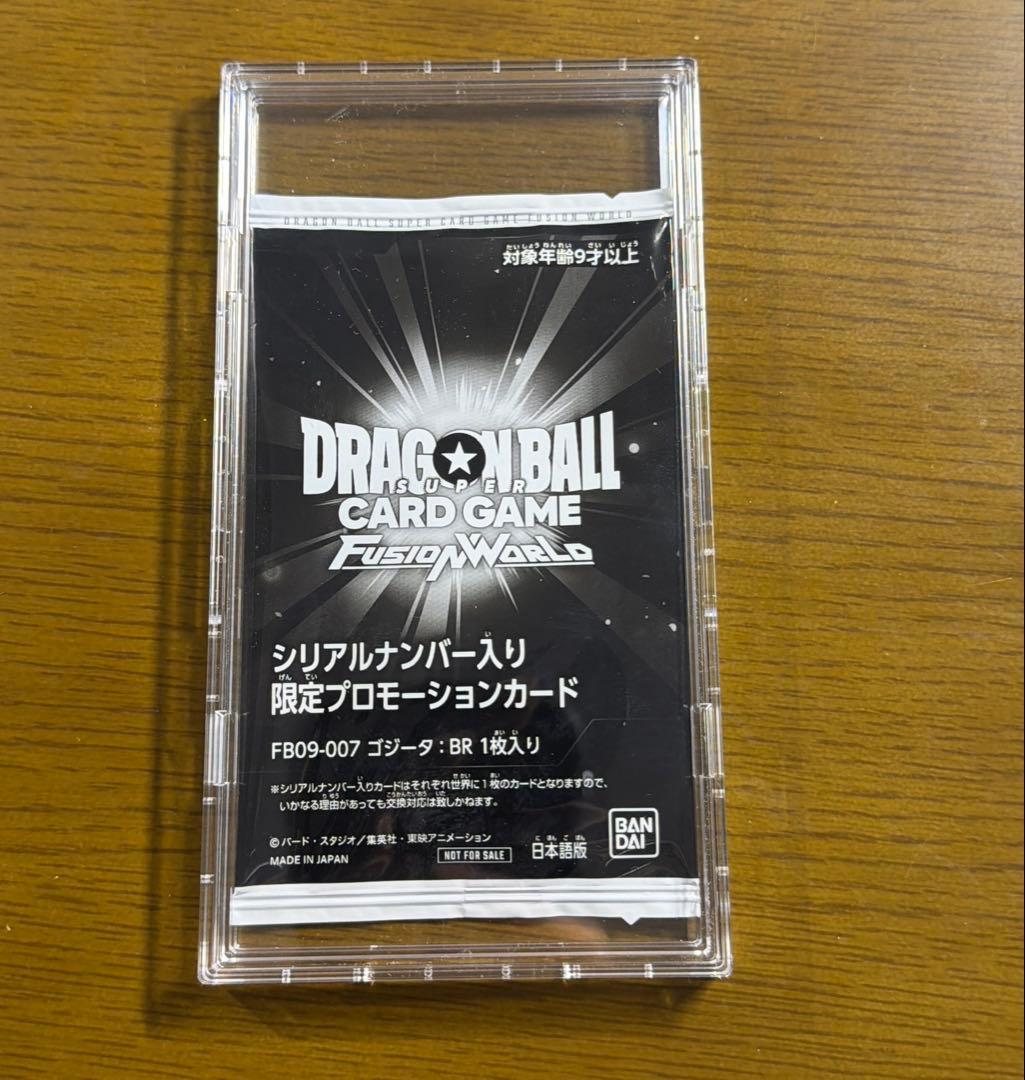 DRAGON BALL SUPER CARD GAME FUSION WORLD
対象年齢9才以上
DRAGON BALL
SUPER
CARD GAME
FUSION WORLD
シリアルナンバー入り
限定プロモーションカード
FB09-007 ゴジータ：BR 1枚入り
※シリアルナンバー入りカードはそれぞれ世界に1枚のカードとなりますので、
いかなる理由があっても交換対応は致しかねます。
©バード・スタジオ／集英社・東映アニメーション
MADE IN JAPAN
NOT FOR SALE
日本語版
BAN
DAI